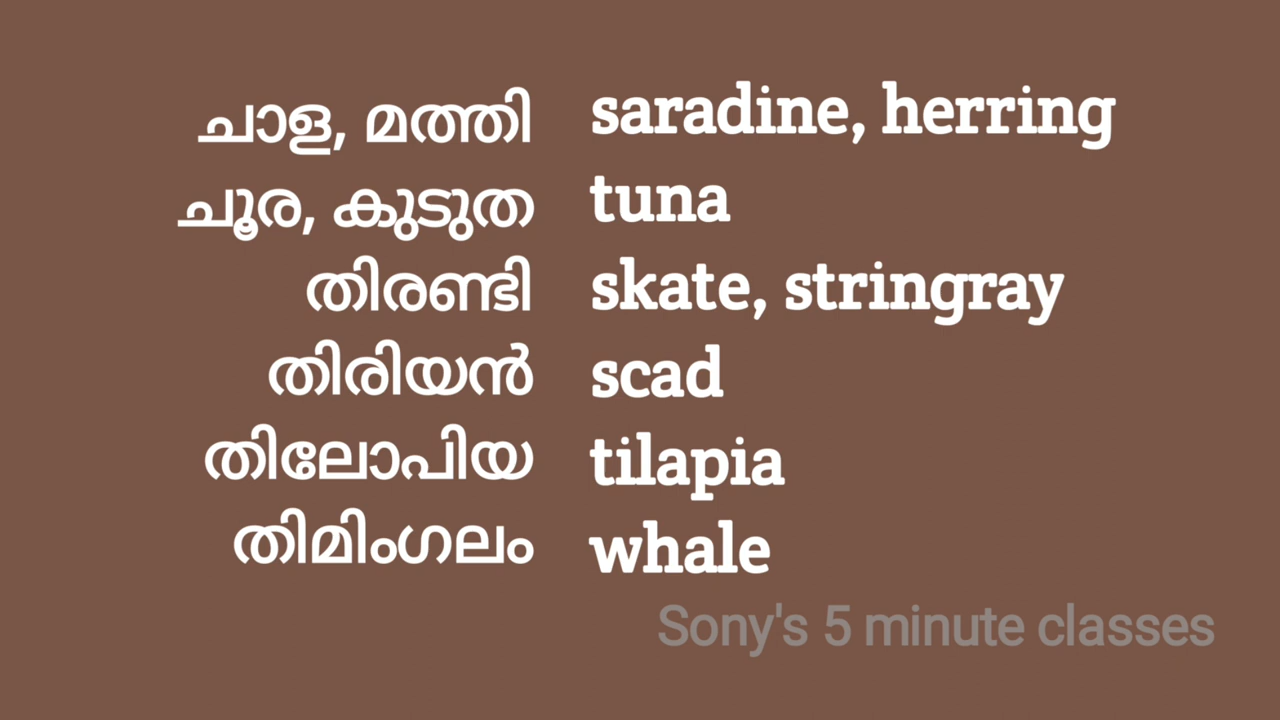 ചാള, മത്തി saradine, herring
ചൂര, കുടുത tuna
തിരണ്ടി skate, stringray
തിരിയൻ scad
തിലോപിയ tilapia
തിമിംഗലം whale
Sony's 5 minute classes